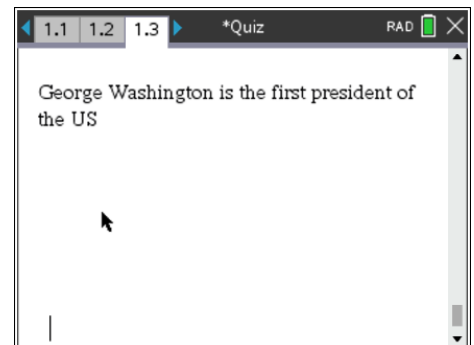 1.1 1.2 1.3 *Quiz RAD
George Washington is the first president of
the US